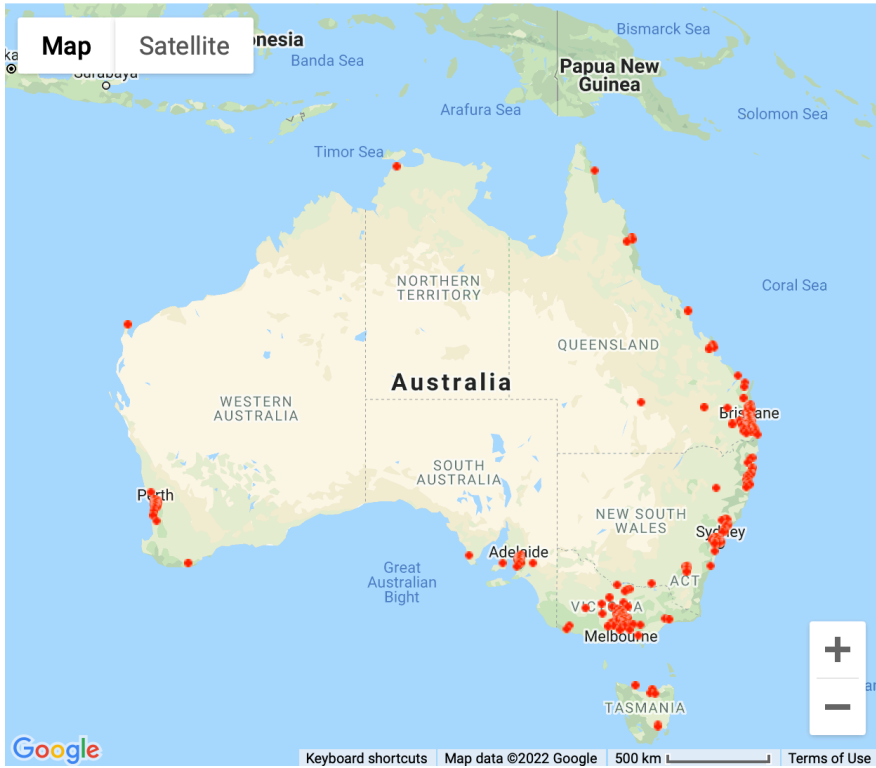 Map
Satellite
onesia
Bismarck Sea
Banda Sea
Papua New
Guinea
Surabaya
Arafura Sea
Solomon Sea
Timor Sea
NORTHERN
TERRITORY
Coral Sea
QUEENSLAND
Australia
WESTERN
AUSTRALIA
Brisbane
SOUTH
AUSTRALIA
Perth
NEW SOUTH
WALES
Sydney
Adelaide
Great
Australian
Bight
ACT
VICTORIA
Melbourne
TASMANIA
+
−
Google
Keyboard shortcuts
Map data ©2022 Google
500 km
Terms of Use